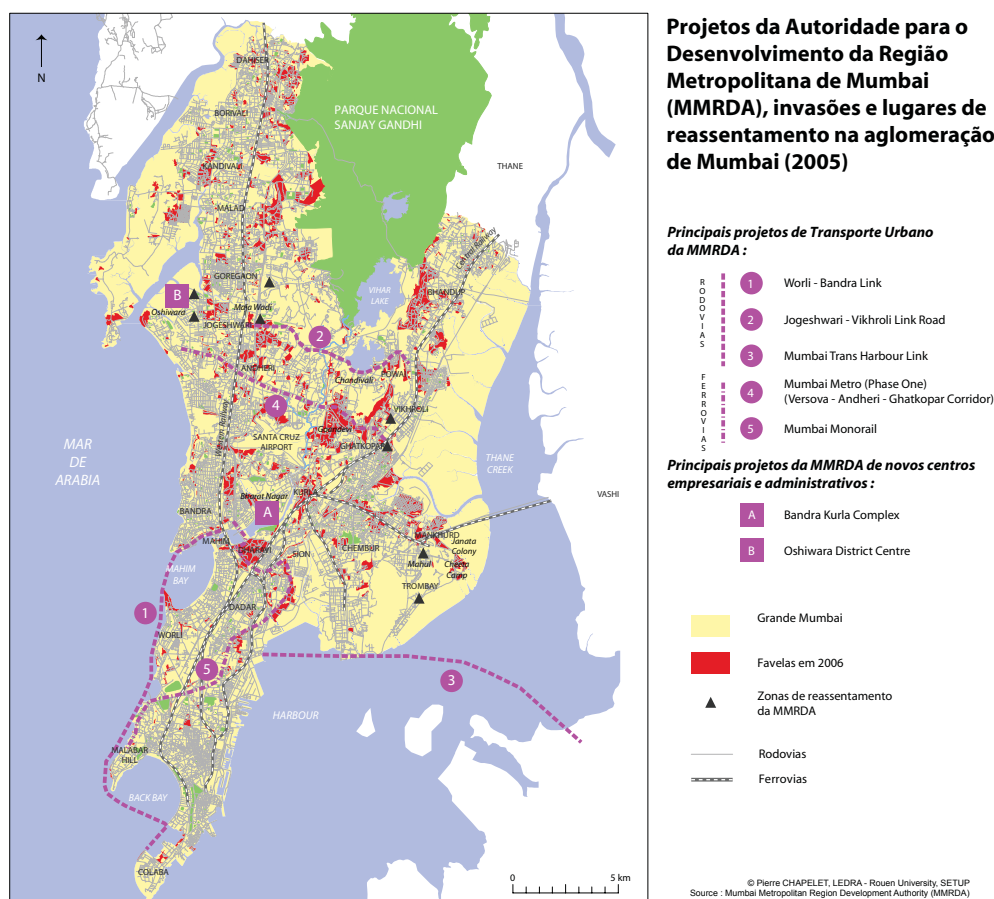 Projetos da Autoridade para o
Desenvolvimento da Região
Metropolitana de Mumbai
(MMRDA), invasões e lugares de
reassentamento na aglomeração
de Mumbai (2005)
Principais projetos de Transporte Urbano
da MMRDA :
RODOVIAS
1 Worli - Bandra Link
2 Jogeshwari - Vikhroli Link Road
3 Mumbai Trans Harbour Link
FERROVIAS
4 Mumbai Metro (Phase One)
(Versova - Andheri - Ghatkopar Corridor)
5 Mumbai Monorail
Principais projetos da MMRDA de novos centros
empresariais e administrativos :
A Bandra Kurla Complex
B Oshiwara District Centre
Grande Mumbai
Favelas em 2006
Zonas de reassentamento
da MMRDA
Rodovias
Ferrovias
© Pierre CHAPELET, LEDRA - Rouen University, SETUP
Source : Mumbai Metropolitan Region Development Authority (MMRDA)
N
DAHISER
PARQUE NACIONAL
SANJAY GANDHI
BORIVALI
THANE
KANDIVALI
MALAD
Central Railway
GOREGAON
VIHAR
LAKE
BHANDUP
B
Maja Wadi
Oshiwara
JOGESHWARI
2
ANDHERI
Chandivali
POWAI
4
VIKHROLI
Western Railway
SANTA CRUZ
AIRPORT
GHATKOPAR
MAR
DE
ARABIA
THANE
CREEK
Bharat Nagar
KURLA
VASHI
BANDRA
A
MAHIM
DHARAVI
SION
CHEMBUR
MANKHURD
Janata
Colony
Mahul
Cheeta
Camp
MAHIM
BAY
TROMBAY
1
DADAR
WORLI
5
3
HARBOUR
MALABAR
HILL
BACK BAY
COLABA
0
5 km